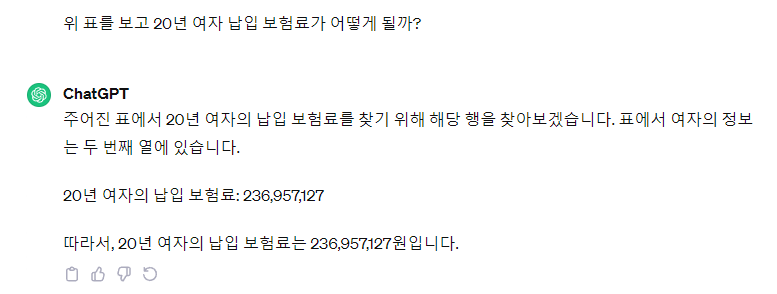 위 표를 보고 20년 여자 납입 보험료가 어떻게 될까?
ChatGPT
주어진 표에서 20년 여자의 납입 보험료를 찾기 위해 해당 행을 찾아보겠습니다. 표에서 여자의 정보
는 두 번째 열에 있습니다.
20년 여자의 납입 보험료: 236,957,127
따라서, 20년 여자의 납입 보험료는 236,957,127원입니다.